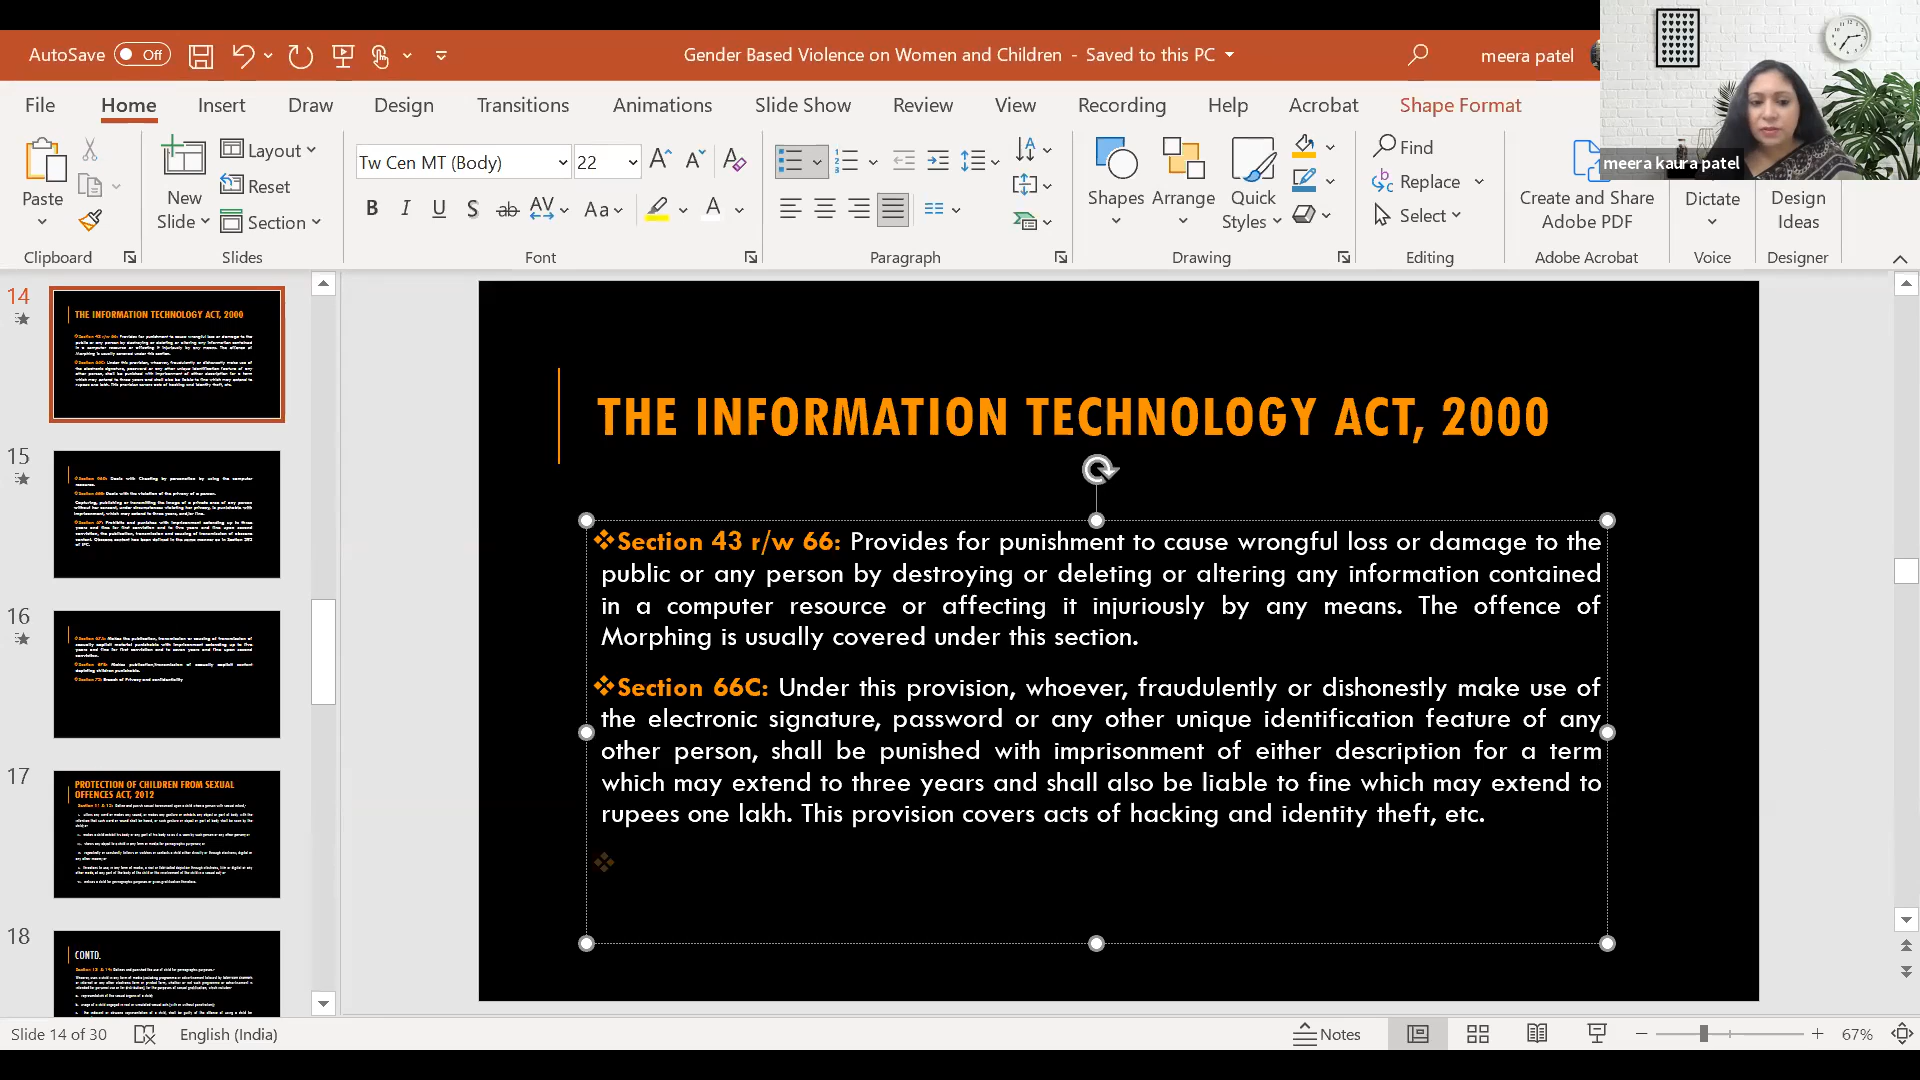 AutoSave Off
Gender Based Violence on Women and Children - Saved to this PC
meera patel
File Home Insert Draw Design Transitions Animations Slide Show Review View Recording Help Acrobat Shape Format
meera kaura patel
Paste
Clipboard
New
Slide
Layout
Reset
Section
Slides
Tw Cen MT (Body) 22
B I U S ab AV Aa A
Font
Paragraph
Shapes
Arrange
Quick
Styles
Drawing
Find
Replace
Select
Editing
Create and Share
Adobe PDF
Adobe Acrobat
Dictate
Voice
Design
Ideas
Designer
14
THE INFORMATION TECHNOLOGY ACT, 2000
15
16
17
PROTECTION OF CHILDREN FROM SEXUAL
OFFENCES ACT, 2012
18
CONTD.
THE INFORMATION TECHNOLOGY ACT, 2000
❖Section 43 r/w 66: Provides for punishment to cause wrongful loss or damage to the
public or any person by destroying or deleting or altering any information contained
in a computer resource or affecting it injuriously by any means. The offence of
Morphing is usually covered under this section.
❖Section 66C: Under this provision, whoever, fraudulently or dishonestly make use of
the electronic signature, password or any other unique identification feature of any
other person, shall be punished with imprisonment of either description for a term
which may extend to three years and shall also be liable to fine which may extend to
rupees one lakh. This provision covers acts of hacking and identity theft, etc.
Slide 14 of 30
English (India)
Notes
67%